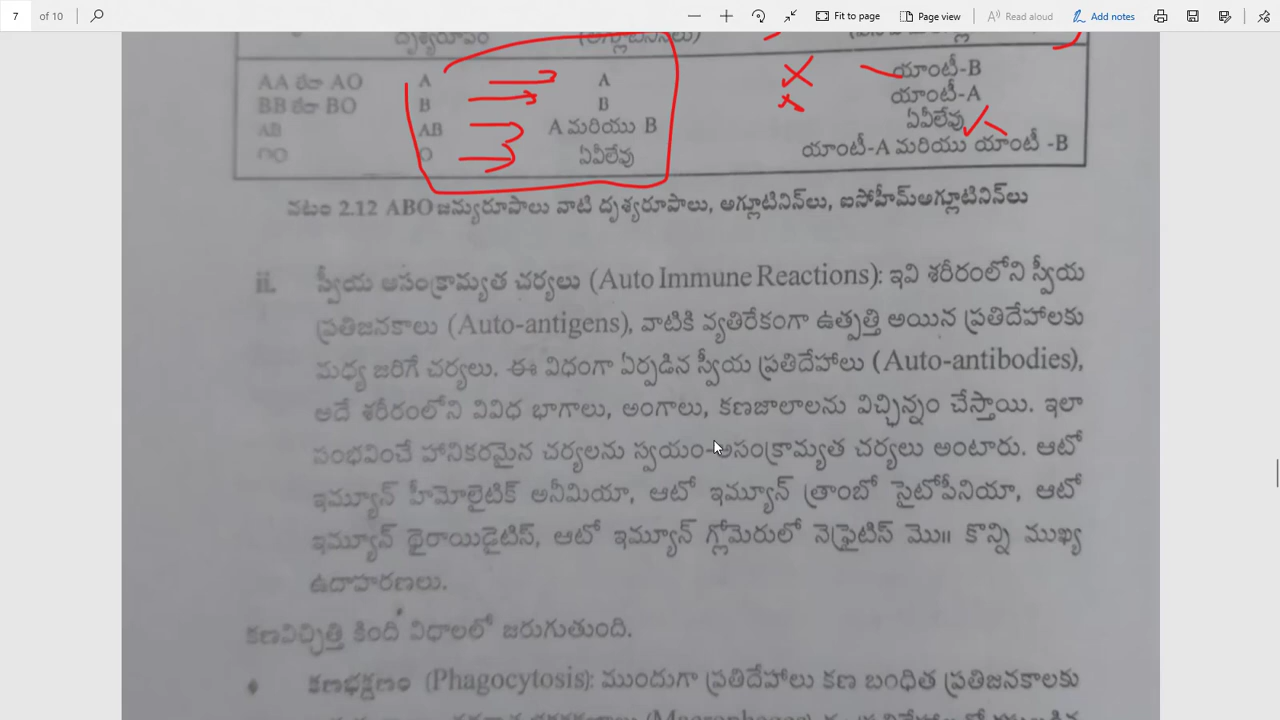 7 of 10
Fit to page
Page view
Read aloud
Add notes
దృశ్యరూపం
AA లేదా AO A A యాంటీ-B
BB లేదా BO B B యాంటీ-A
AB AB A మరియు B ఏవీలేవు
OO O ఏవీలేవు యాంటీ-A మరియు యాంటీ -B
పటం 2.12 ABO జన్యురూపాలు వాటి దృశ్యరూపాలు, అగ్లూటినిన్‌లు, ఐసోహీమ్అగ్లూటినిన్‌లు
ii. స్వీయ అసంక్రామ్యత చర్యలు (Auto Immune Reactions): ఇవి శరీరంలోని స్వీయ
ప్రతిజనకాలు (Auto-antigens), వాటికి వ్యతిరేకంగా ఉత్పత్తి అయిన ప్రతిదేహాలకు
మధ్య జరిగే చర్యలు. ఈ విధంగా ఏర్పడిన స్వీయ ప్రతిదేహాలు (Auto-antibodies),
అదే శరీరంలోని వివిధ భాగాలు, అంగాలు, కణజాలాలను విచ్ఛిన్నం చేస్తాయి. ఇలా
సంభవించే హానికరమైన చర్యలను స్వయం-అసంక్రామ్యత చర్యలు అంటారు. ఆటో
ఇమ్యూన్ హీమోలైటిక్ అనీమియా, ఆటో ఇమ్యూన్ త్రాంబో సైటోపీనియా, ఆటో
ఇమ్యూన్ థైరాయిడైటిస్, ఆటో ఇమ్యూన్ గ్లోమెరులో నెఫ్రైటిస్ మొ॥ కొన్ని ముఖ్య
ఉదాహరణలు.
కణవిచ్ఛిత్తి కింది విధాలలో జరుగుతుంది.
♦ కణభక్షణం (Phagocytosis): ముందుగా ప్రతిదేహాలు కణ బంధిత ప్రతిజనకాలకు